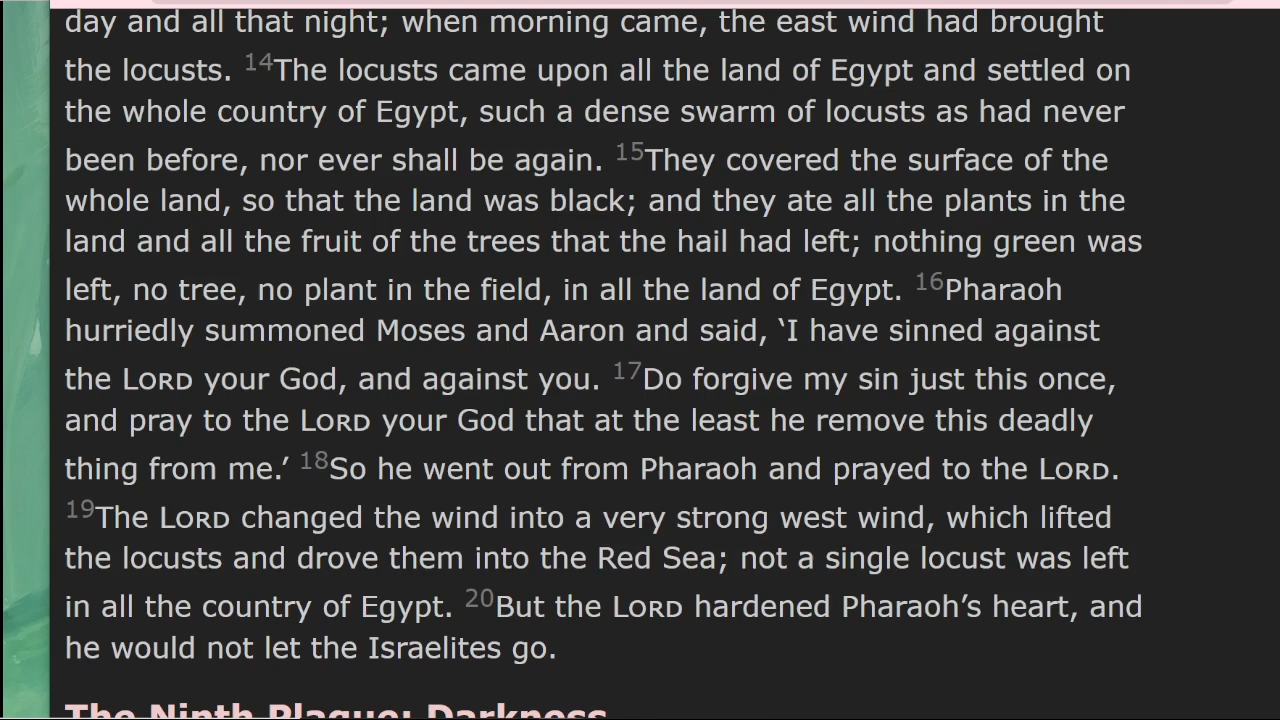 day and all that night; when morning came, the east wind had brought
the locusts. 14The locusts came upon all the land of Egypt and settled on
the whole country of Egypt, such a dense swarm of locusts as had never
been before, nor ever shall be again. 15They covered the surface of the
whole land, so that the land was black; and they ate all the plants in the
land and all the fruit of the trees that the hail had left; nothing green was
left, no tree, no plant in the field, in all the land of Egypt. 16Pharaoh
hurriedly summoned Moses and Aaron and said, ‘I have sinned against
the LORD your God, and against you. 17Do forgive my sin just this once,
and pray to the LORD your God that at the least he remove this deadly
thing from me.’ 18So he went out from Pharaoh and prayed to the LORD.
19The LORD changed the wind into a very strong west wind, which lifted
the locusts and drove them into the Red Sea; not a single locust was left
in all the country of Egypt. 20But the LORD hardened Pharaoh’s heart, and
he would not let the Israelites go.
The Ninth Plague: Darkness